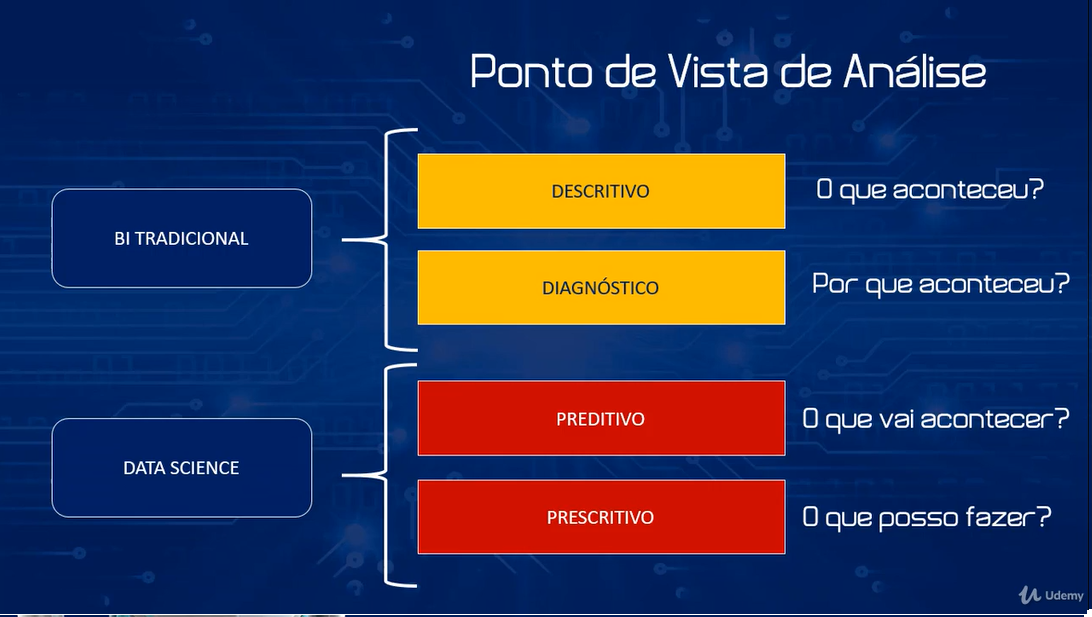 Ponto de Vista de Análise
BI TRADICIONAL
DESCRITIVO
O que aconteceu?
DIAGNÓSTICO
Por que aconteceu?
DATA SCIENCE
PREDITIVO
O que vai acontecer?
PRESCRITIVO
O que posso fazer?
Udemy